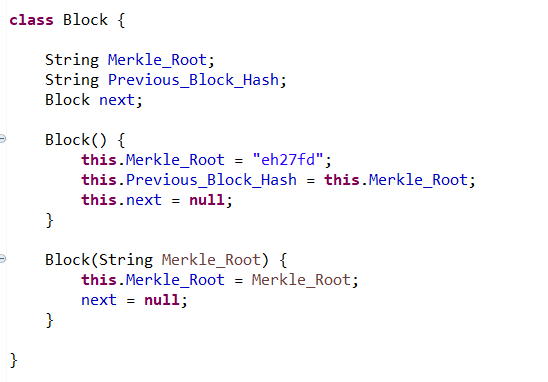 class Block {
String Merkle_Root;
String Previous_Block_Hash;
Block next;
Block() {
this.Merkle_Root = "eh27fd";
this.Previous_Block_Hash = this.Merkle_Root;
this.next = null;
}
Block(String Merkle_Root) {
this.Merkle_Root = Merkle_Root;
next = null;
}
}